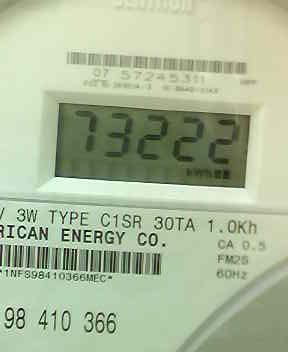 07 57245311
73222
kWh
V 3W TYPE C1SR 30TA 1.0Kh
RICAN ENERGY CO.
CA 0.5
FM2S
60Hz
*1NFS98410366MEC*
98 410 366